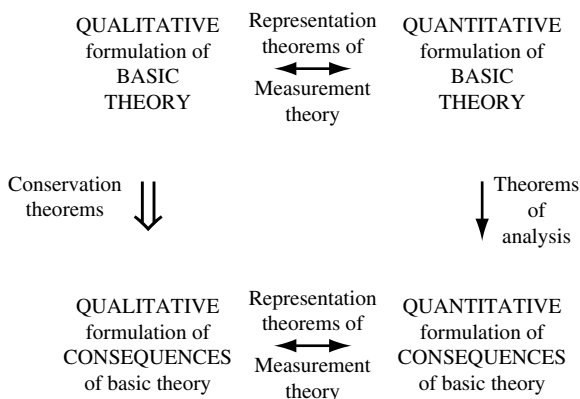 QUALITATIVE
formulation of
BASIC
THEORY
Representation
theorems of
Measurement
theory
QUANTITATIVE
formulation of
BASIC
THEORY
Conservation
theorems
Theorems
of
analysis
QUALITATIVE
formulation of
CONSEQUENCES
of basic theory
Representation
theorems of
Measurement
theory
QUANTITATIVE
formulation of
CONSEQUENCES
of basic theory